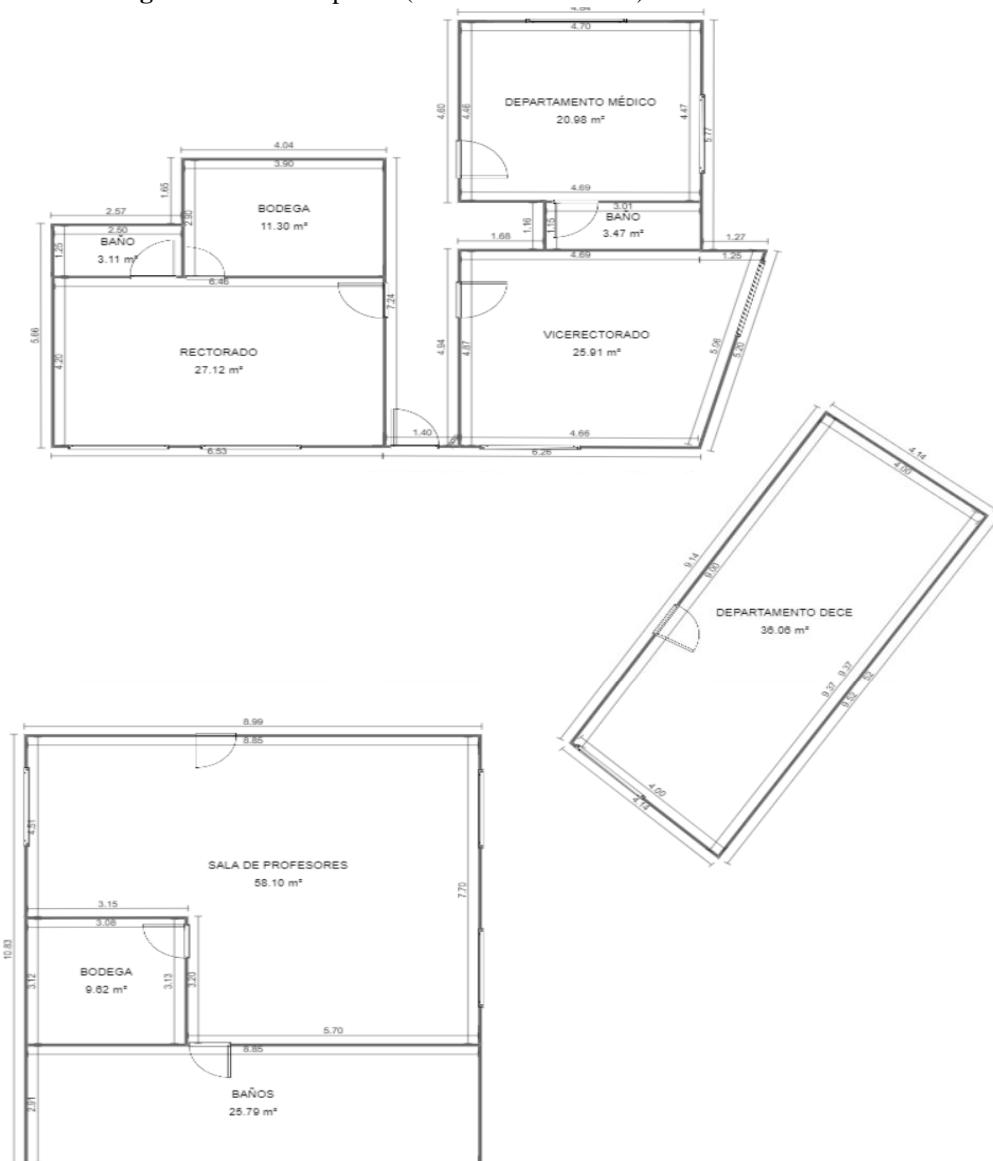 4.70
DEPARTAMENTO MÉDICO
20.98 m²
4.60
4.46
4.47
5.77
4.69
3.01
BAÑO
3.47 m²
1.16
1.15
1.68
1.27
4.69
1.25
VICERECTORADO
25.91 m²
4.94
4.87
5.06
5.20
4.66
6.26
1.40
4.04
3.90
1.65
2.90
BODEGA
11.30 m²
2.57
2.50
BAÑO
3.11 m²
1.25
6.46
7.24
5.66
4.20
RECTORADO
27.12 m²
6.53
4.14
4.00
9.14
9.00
DEPARTAMENTO DECE
36.06 m²
9.37
9.37
9.52
52
4.00
4.14
8.99
8.85
4.51
SALA DE PROFESORES
58.10 m²
7.70
10.83
3.15
3.08
BODEGA
9.62 m²
3.12
3.13
3.20
5.70
8.85
BAÑOS
25.79 m²
2.91